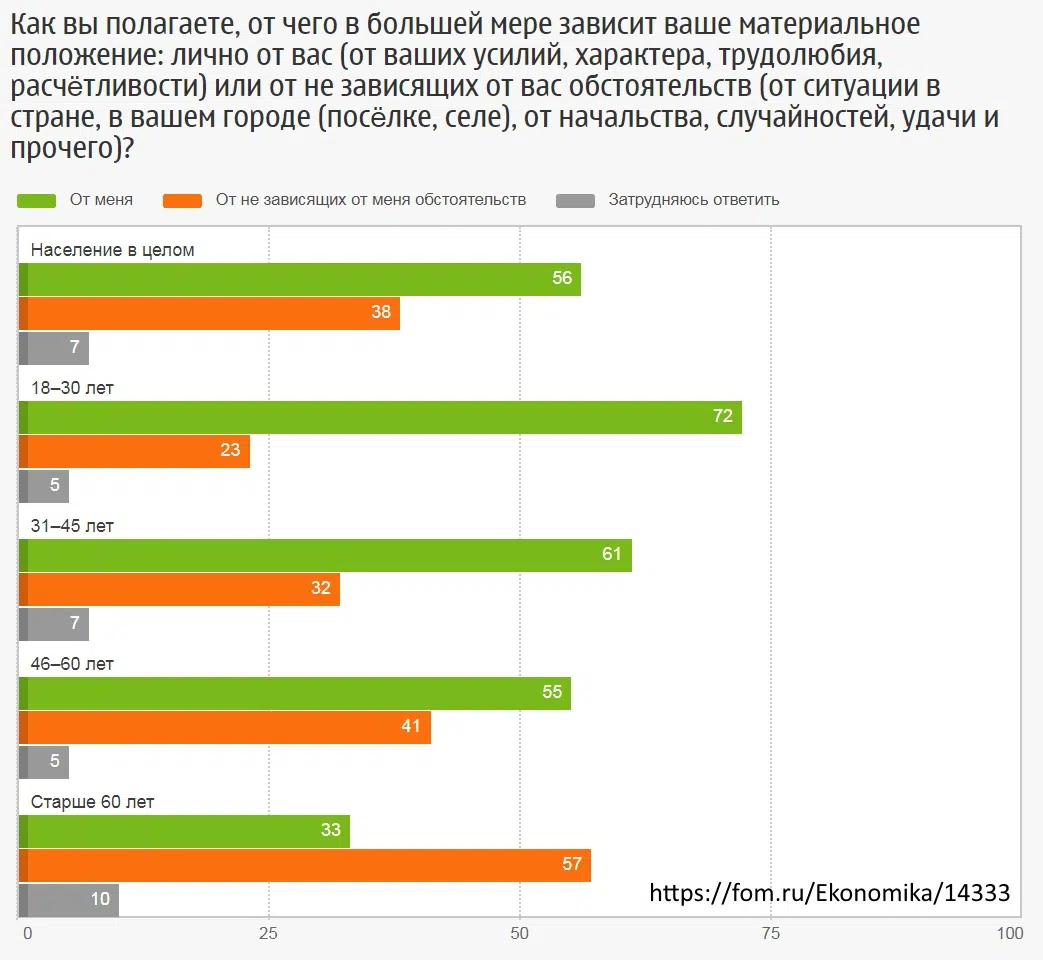 Как вы полагаете, от чего в большей мере зависит ваше материальное
положение: лично от вас (от ваших усилий, характера, трудолюбия,
расчётливости) или от не зависящих от вас обстоятельств (от ситуации в
стране, в вашем городе (посёлке, селе), от начальства, случайностей, удачи и
прочего)?
От меня От не зависящих от меня обстоятельств Затрудняюсь ответить
Население в целом
56
38
7
18–30 лет
72
23
5
31–45 лет
61
32
7
46–60 лет
55
41
5
Старше 60 лет
33
57
10
https://fom.ru/Ekonomika/14333
0 25 50 75 100